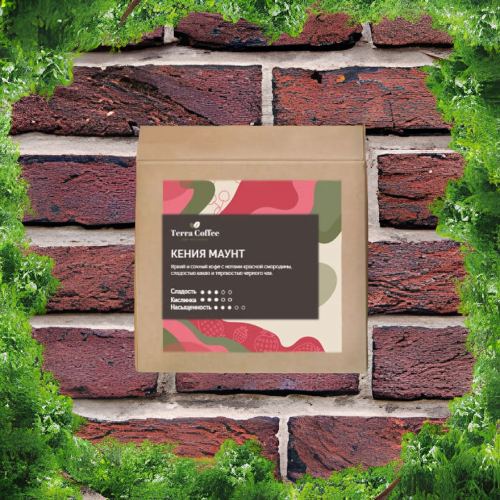 Terra Coffee
КЕНИЯ МАУНТ
Яркий и сочный кофе с нотами красной смородины,
сладостью какао и терпкостью черного чая.
Сладость
Кислинка
Насыщенность